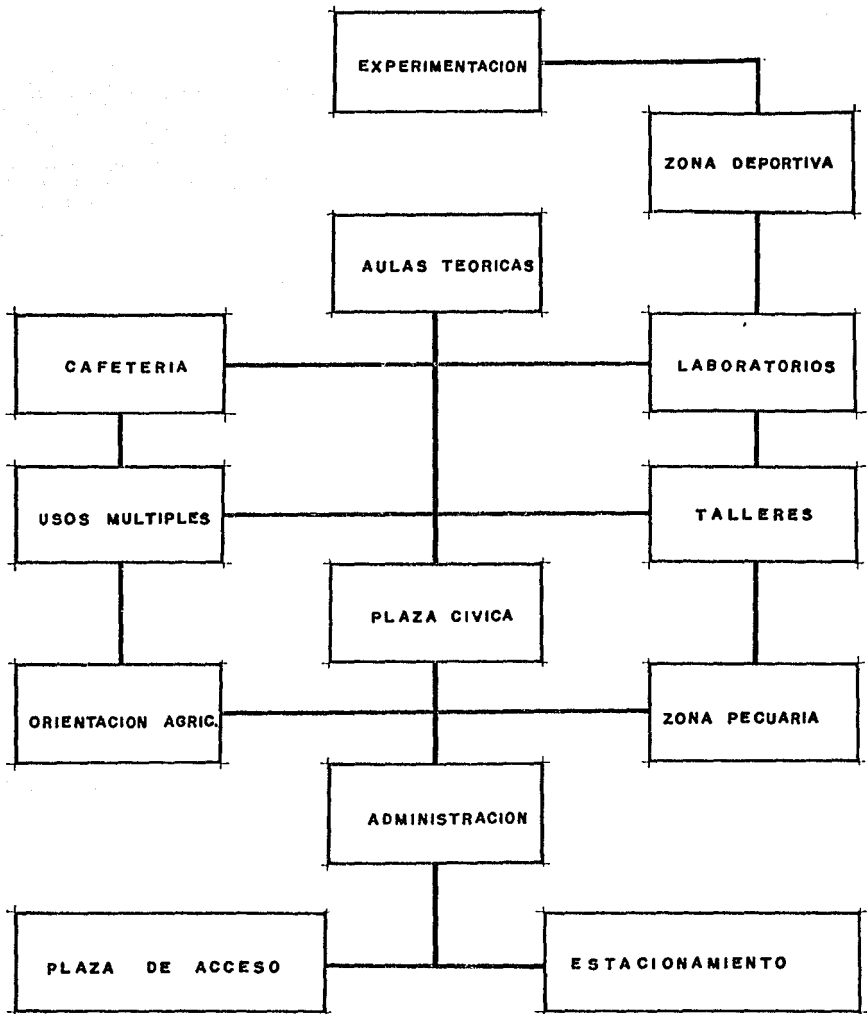 EXPERIMENTACION
ZONA DEPORTIVA
AULAS TEORICAS
CAFETERIA
LABORATORIOS
USOS MULTIPLES
TALLERES
PLAZA CIVICA
ORIENTACION AGRIC.
ZONA PECUARIA
ADMINISTRACION
PLAZA DE ACCESO
ESTACIONAMIENTO